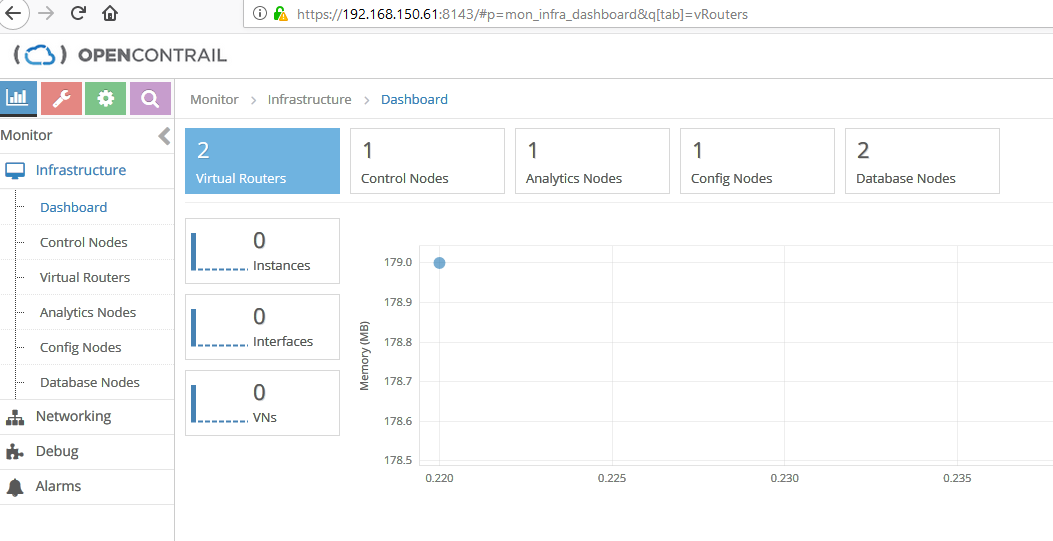 https://192.168.150.61:8143/#p=mon_infra_dashboard&q[tab]=vRouters
OPENCONTRAIL
Monitor
Infrastructure
Dashboard
Control Nodes
Virtual Routers
Analytics Nodes
Config Nodes
Database Nodes
Networking
Debug
Alarms
Monitor > Infrastructure > Dashboard
2
Virtual Routers
1
Control Nodes
1
Analytics Nodes
1
Config Nodes
2
Database Nodes
0
Instances
0
Interfaces
0
VNs
Memory (MB)
179.0
178.9
178.8
178.7
178.6
178.5
0.220 0.225 0.230 0.235